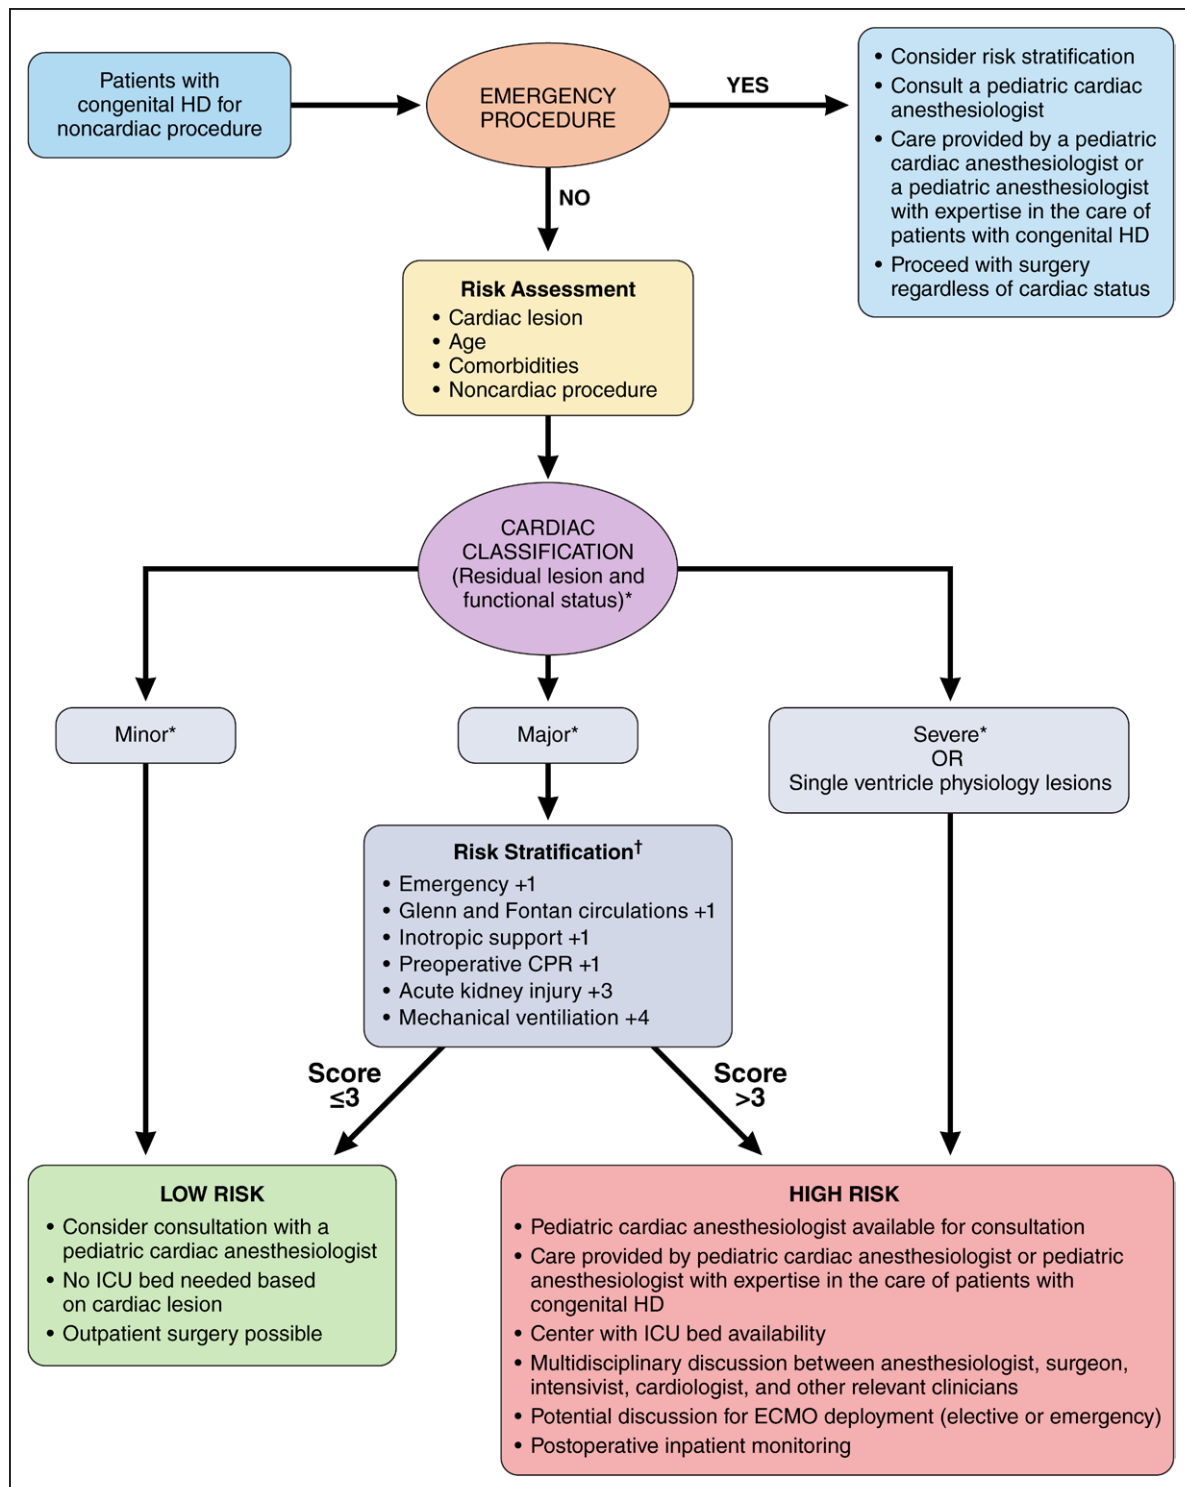 Patients with
congenital HD for
noncardiac procedure
EMERGENCY
PROCEDURE
YES
• Consider risk stratification
• Consult a pediatric cardiac
anesthesiologist
• Care provided by a pediatric
cardiac anesthesiologist or
a pediatric anesthesiologist
with expertise in the care of
patients with congenital HD
• Proceed with surgery
regardless of cardiac status
NO
Risk Assessment
• Cardiac lesion
• Age
• Comorbidities
• Noncardiac procedure
CARDIAC
CLASSIFICATION
(Residual lesion and
functional status)*
Minor*
Major*
Severe*
OR
Single ventricle physiology lesions
Risk Stratification†
• Emergency +1
• Glenn and Fontan circulations +1
• Inotropic support +1
• Preoperative CPR +1
• Acute kidney injury +3
• Mechanical ventiliation +4
Score
≤3
Score
>3
LOW RISK
• Consider consultation with a
pediatric cardiac anesthesiologist
• No ICU bed needed based
on cardiac lesion
• Outpatient surgery possible
HIGH RISK
• Pediatric cardiac anesthesiologist available for consultation
• Care provided by pediatric cardiac anesthesiologist or pediatric
anesthesiologist with expertise in the care of patients with
congenital HD
• Center with ICU bed availability
• Multidisciplinary discussion between anesthesiologist, surgeon,
intensivist, cardiologist, and other relevant clinicians
• Potential discussion for ECMO deployment (elective or emergency)
• Postoperative inpatient monitoring